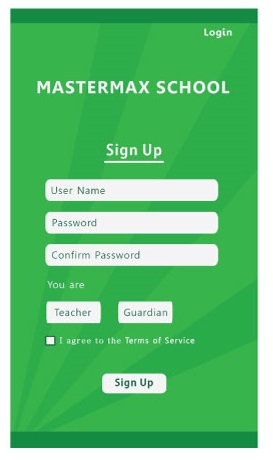 Login
MASTERMAX SCHOOL
Sign Up
User Name
Password
Confirm Password
You are
Teacher Guardian
I agree to the Terms of Service
Sign Up